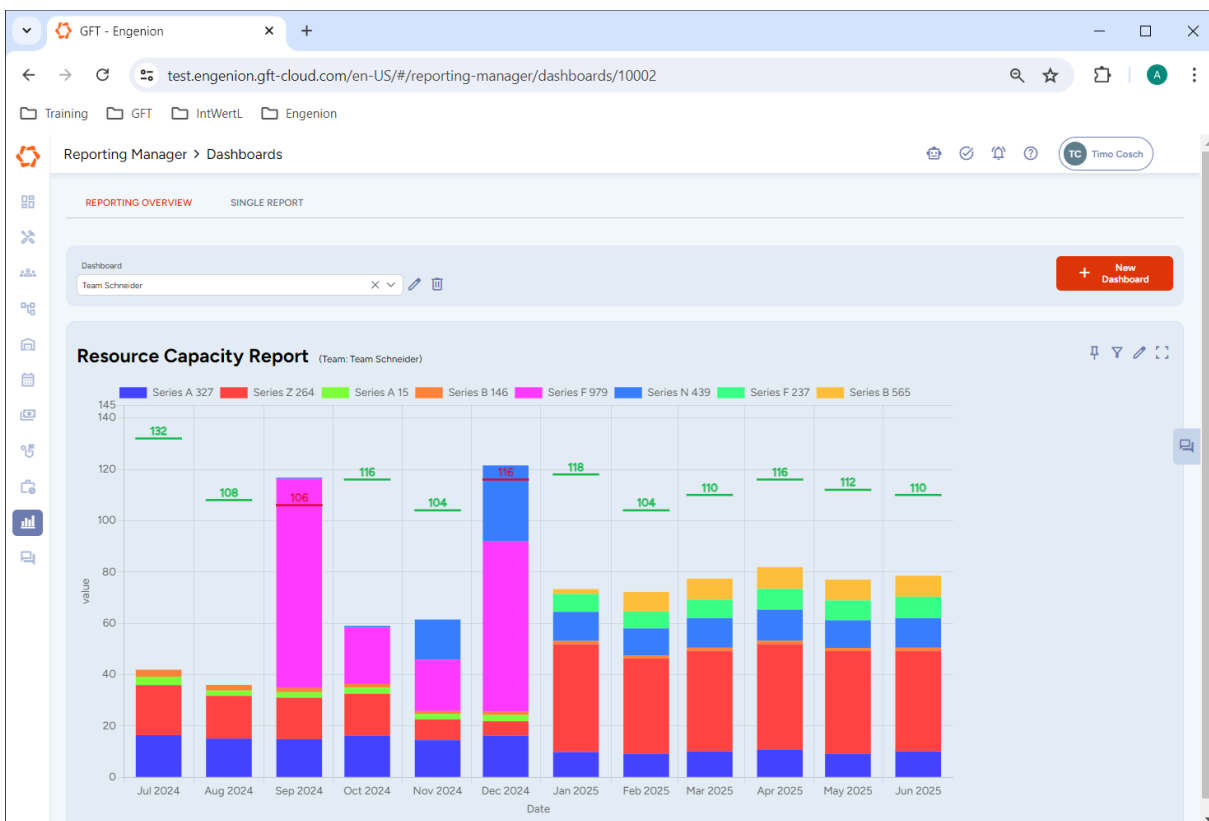 GFT - Engenion
test.engenion.gft-cloud.com/en-US/#/reporting-manager/dashboards/10002
A
Training GFT IntWertL Engenion
Reporting Manager > Dashboards
TC Timo Cosch
REPORTING OVERVIEW SINGLE REPORT
Dashboard
Team Schneider
+ New
Dashboard
Resource Capacity Report (Team: Team Schneider)
Series A 327 Series Z 264 Series A 15 Series B 146 Series F 979 Series N 439 Series F 237 Series B 565
145
140
120
100
80
60
40
20
0
value
132 108 106 116 104 116 118 104 110 116 112 110
Jul 2024 Aug 2024 Sep 2024 Oct 2024 Nov 2024 Dec 2024 Jan 2025 Feb 2025 Mar 2025 Apr 2025 May 2025 Jun 2025
Date